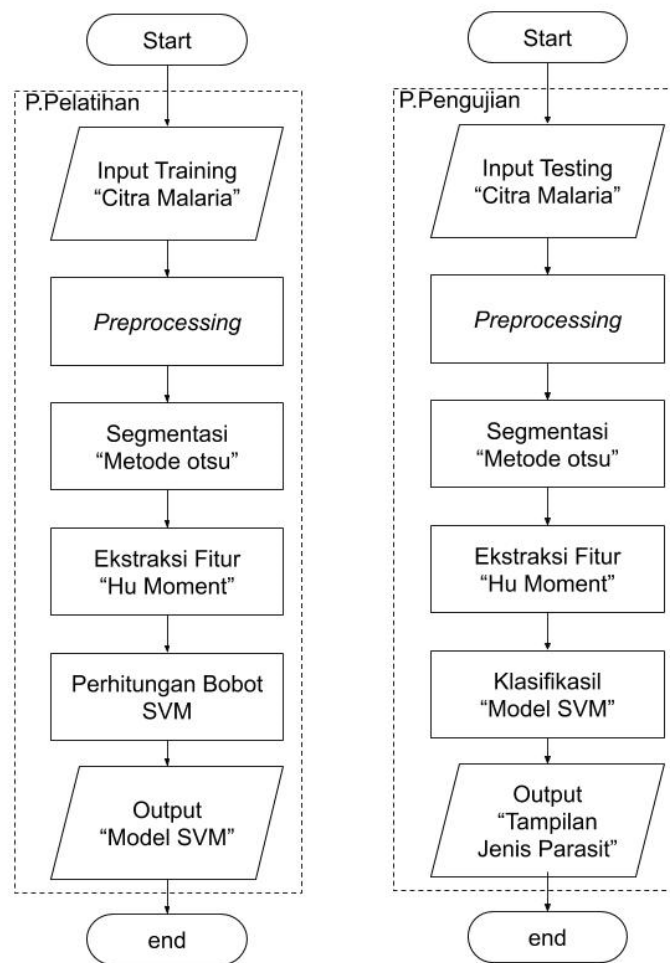 Start
P.Pelatihan
Input Training
“Citra Malaria”
Preprocessing
Segmentasi
“Metode otsu”
Ekstraksi Fitur
“Hu Moment”
Perhitungan Bobot
SVM
Output
“Model SVM”
end
Start
P.Pengujian
Input Testing
“Citra Malaria”
Preprocessing
Segmentasi
“Metode otsu”
Ekstraksi Fitur
“Hu Moment”
Klasifikasil
“Model SVM”
Output
“Tampilan
Jenis Parasit”
end